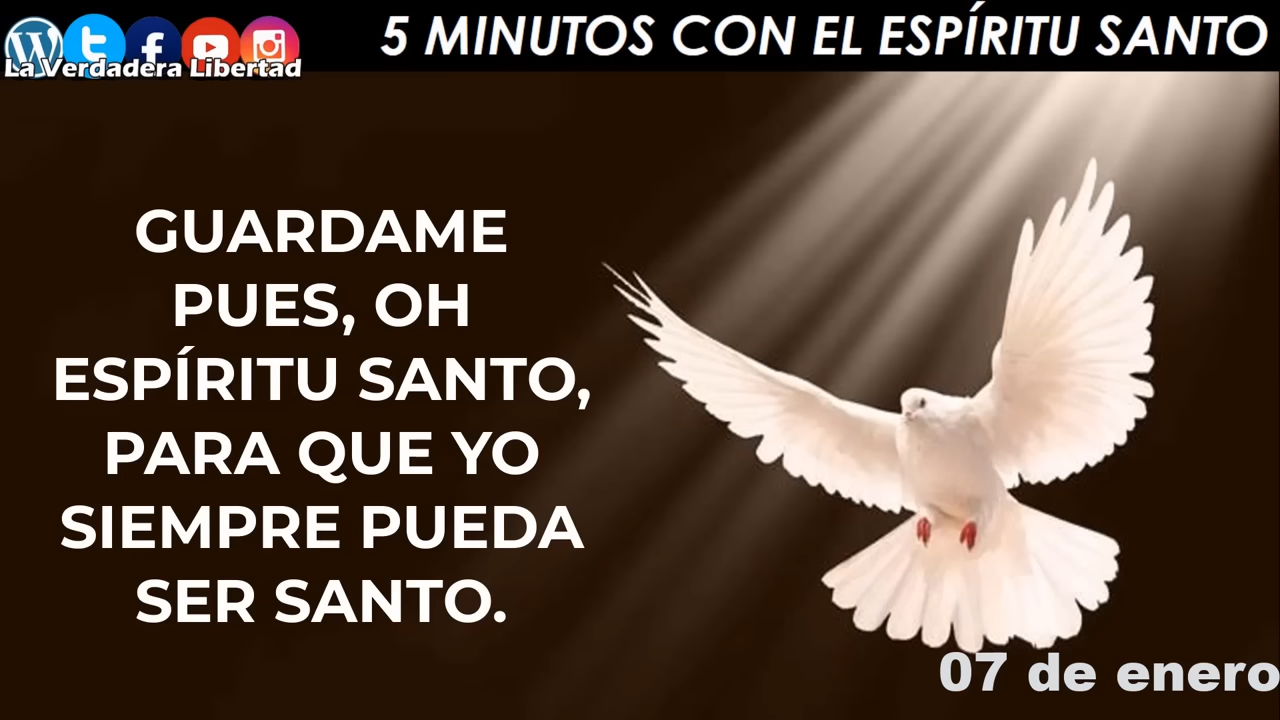 5 MINUTOS CON EL ESPÍRITU SANTO
La Verdadera Libertad
GUARDAME
PUES, OH
ESPÍRITU SANTO,
PARA QUE YO
SIEMPRE PUEDA
SER SANTO.
07 de enero